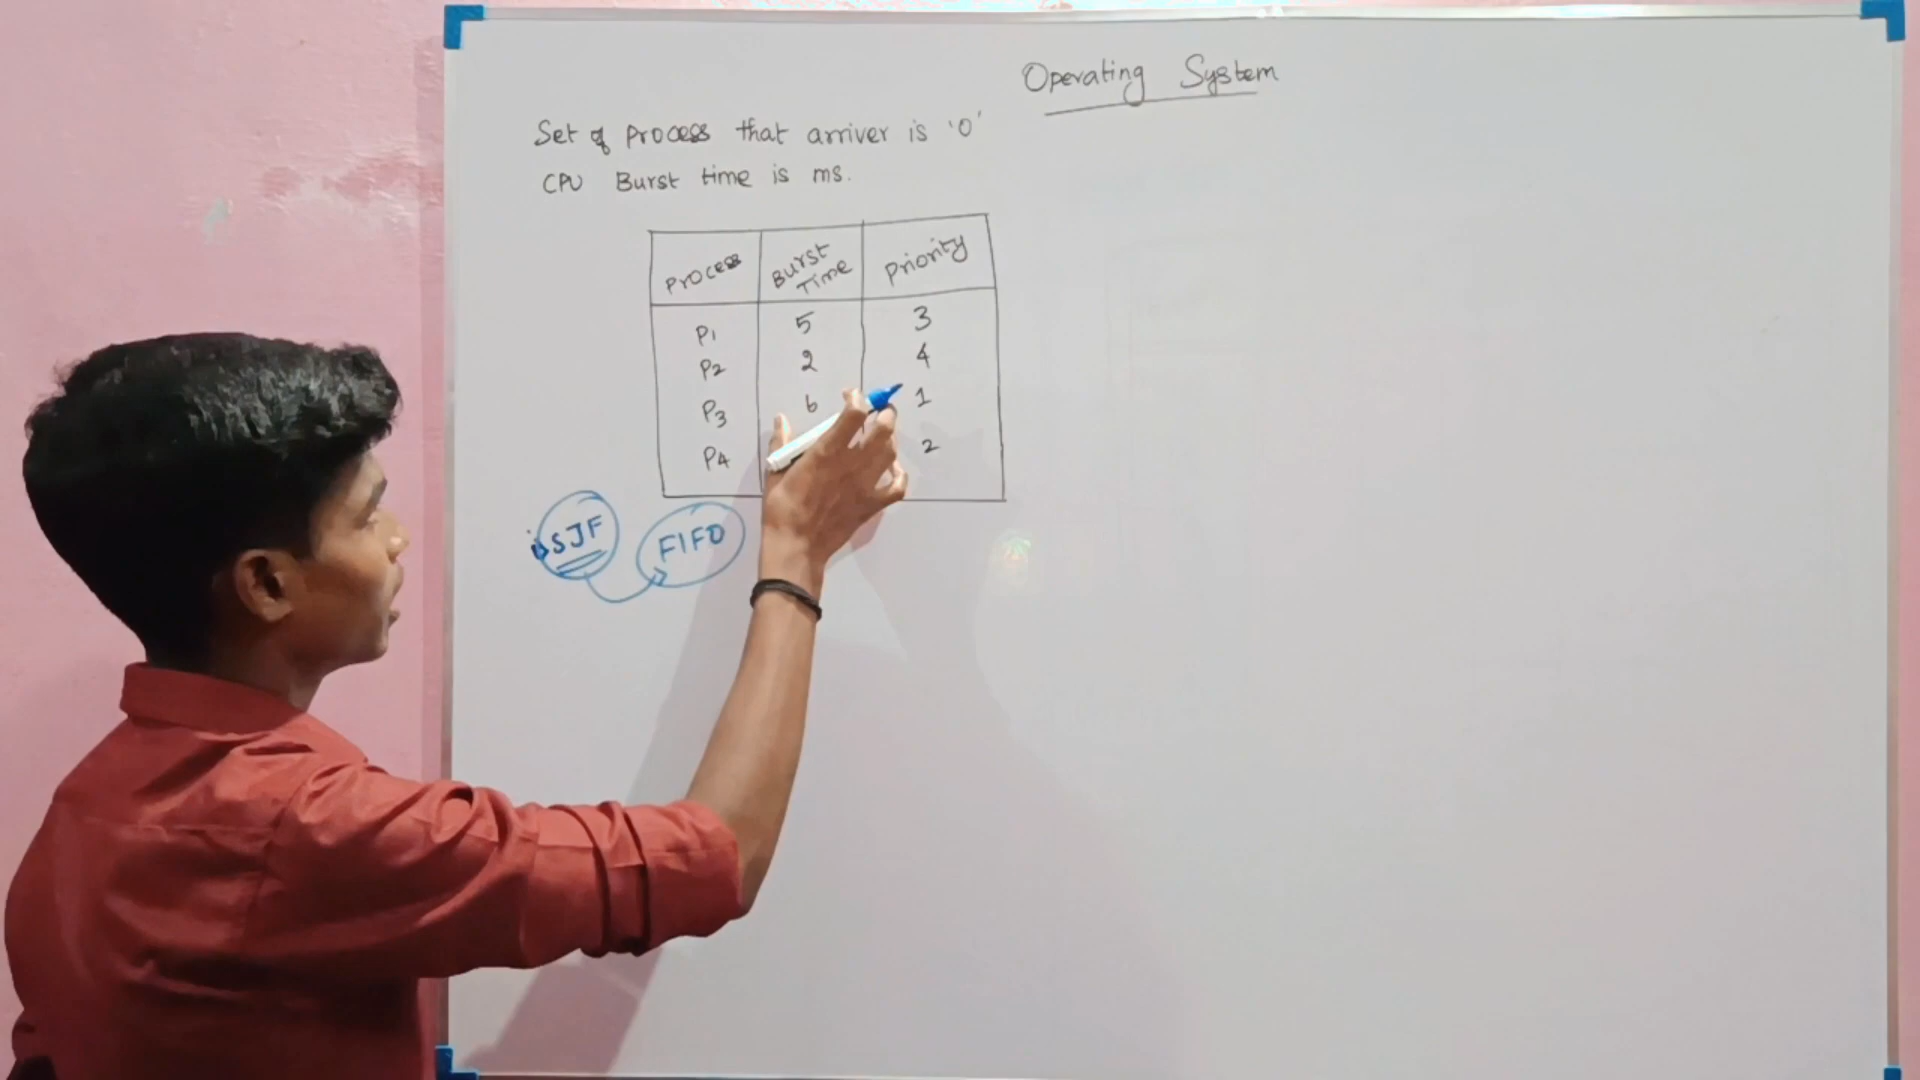 Operating System
Set of process that arriver is '0'
CPU Burst time is ms.
Process Burst Time Priority
P1 5 3
P2 2 4
P3 6 1
P4 2
i) SJF FIFO